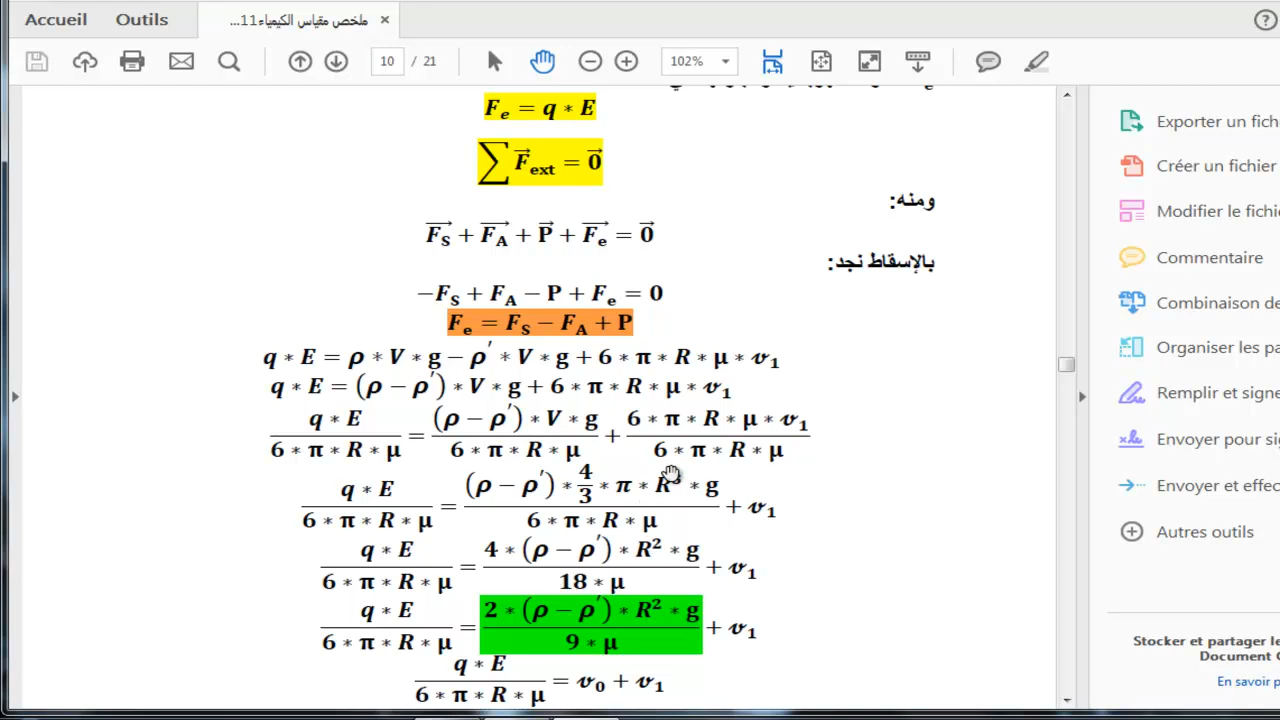 Accueil Outils ملخص مقياس الكيمياء11... × ?
10 / 21 102%
Fₑ = q * E
∑ F⃗ext = 0⃗
ومنه:
F⃗S + F⃗A + P⃗ + F⃗e = 0⃗
بالإسقاط نجد:
−FS + FA − P + Fe = 0
Fe = FS − FA + P
q * E = ρ * V * g − ρ′ * V * g + 6 * π * R * μ * v₁
q * E = (ρ − ρ′) * V * g + 6 * π * R * μ * v₁
q * E / 6 * π * R * μ = (ρ − ρ′) * V * g / 6 * π * R * μ + 6 * π * R * μ * v₁ / 6 * π * R * μ
q * E / 6 * π * R * μ = (ρ − ρ′) * 4/3 * π * R³ * g / 6 * π * R * μ + v₁
q * E / 6 * π * R * μ = 4 * (ρ − ρ′) * R² * g / 18 * μ + v₁
q * E / 6 * π * R * μ = 2 * (ρ − ρ′) * R² * g / 9 * μ + v₁
q * E / 6 * π * R * μ = v₀ + v₁
Exporter un fich
Créer un fichier
Modifier le fichi
Commentaire
Combinaison de
Organiser les pa
Remplir et signe
Envoyer pour si
Envoyer et effec
Autres outils
Stocker et partager le
Document C
En savoir p